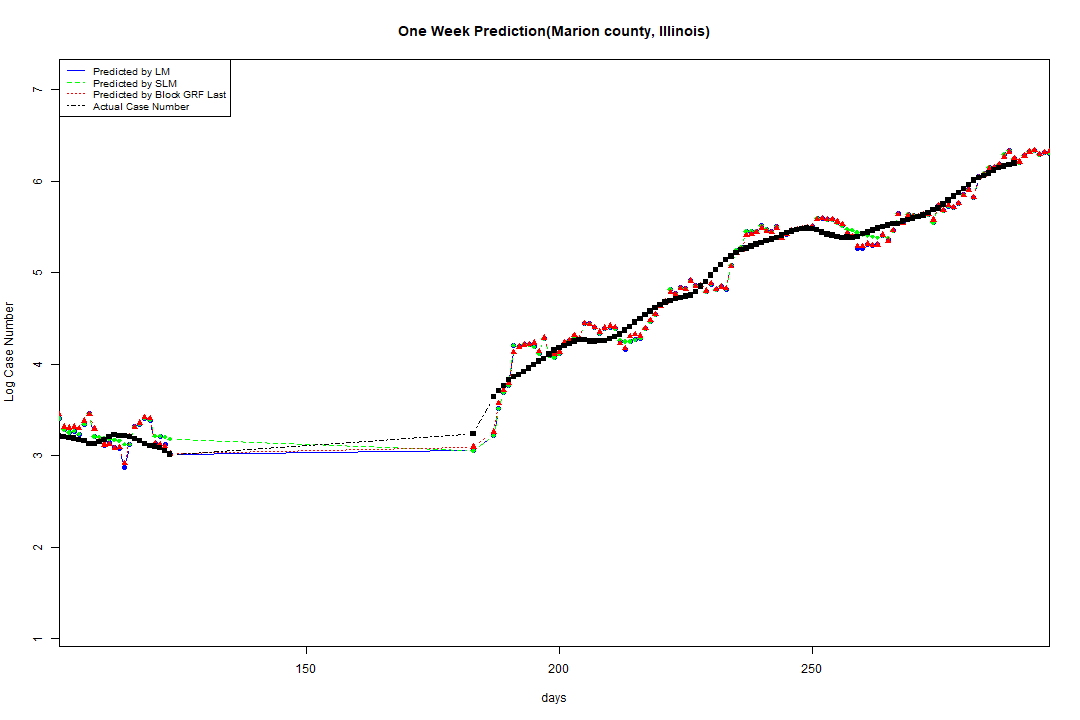 One Week Prediction(Marion county, Illinois)
Predicted by LM
Predicted by SLM
Predicted by Block GRF Last
Actual Case Number
7
6
5
4
3
2
1
Log Case Number
150 200 250
days